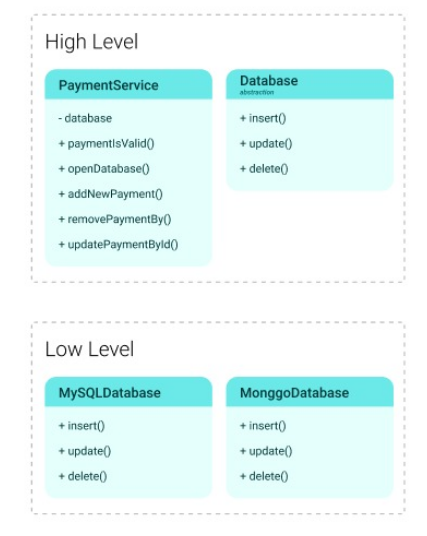 High Level
PaymentService
- database
+ paymentIsValid()
+ openDatabase()
+ addNewPayment()
+ removePaymentBy()
+ updatePaymentById()
Database
abstraction
+ insert()
+ update()
+ delete()
Low Level
MySQLDatabase
+ insert()
+ update()
+ delete()
MonggoDatabase
+ insert()
+ update()
+ delete()